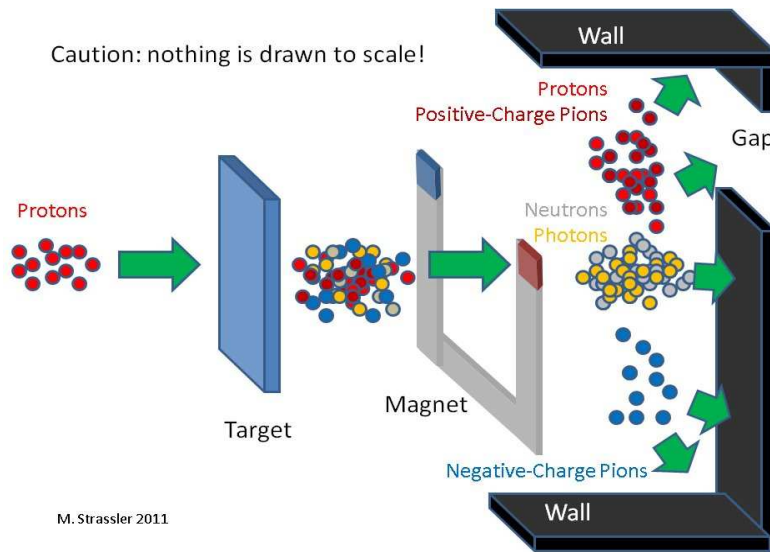 Caution: nothing is drawn to scale!
Wall
Protons
Positive-Charge Pions
Gap
Protons
Neutrons
Photons
Magnet
Target
Negative-Charge Pions
Wall
M. Strassler 2011